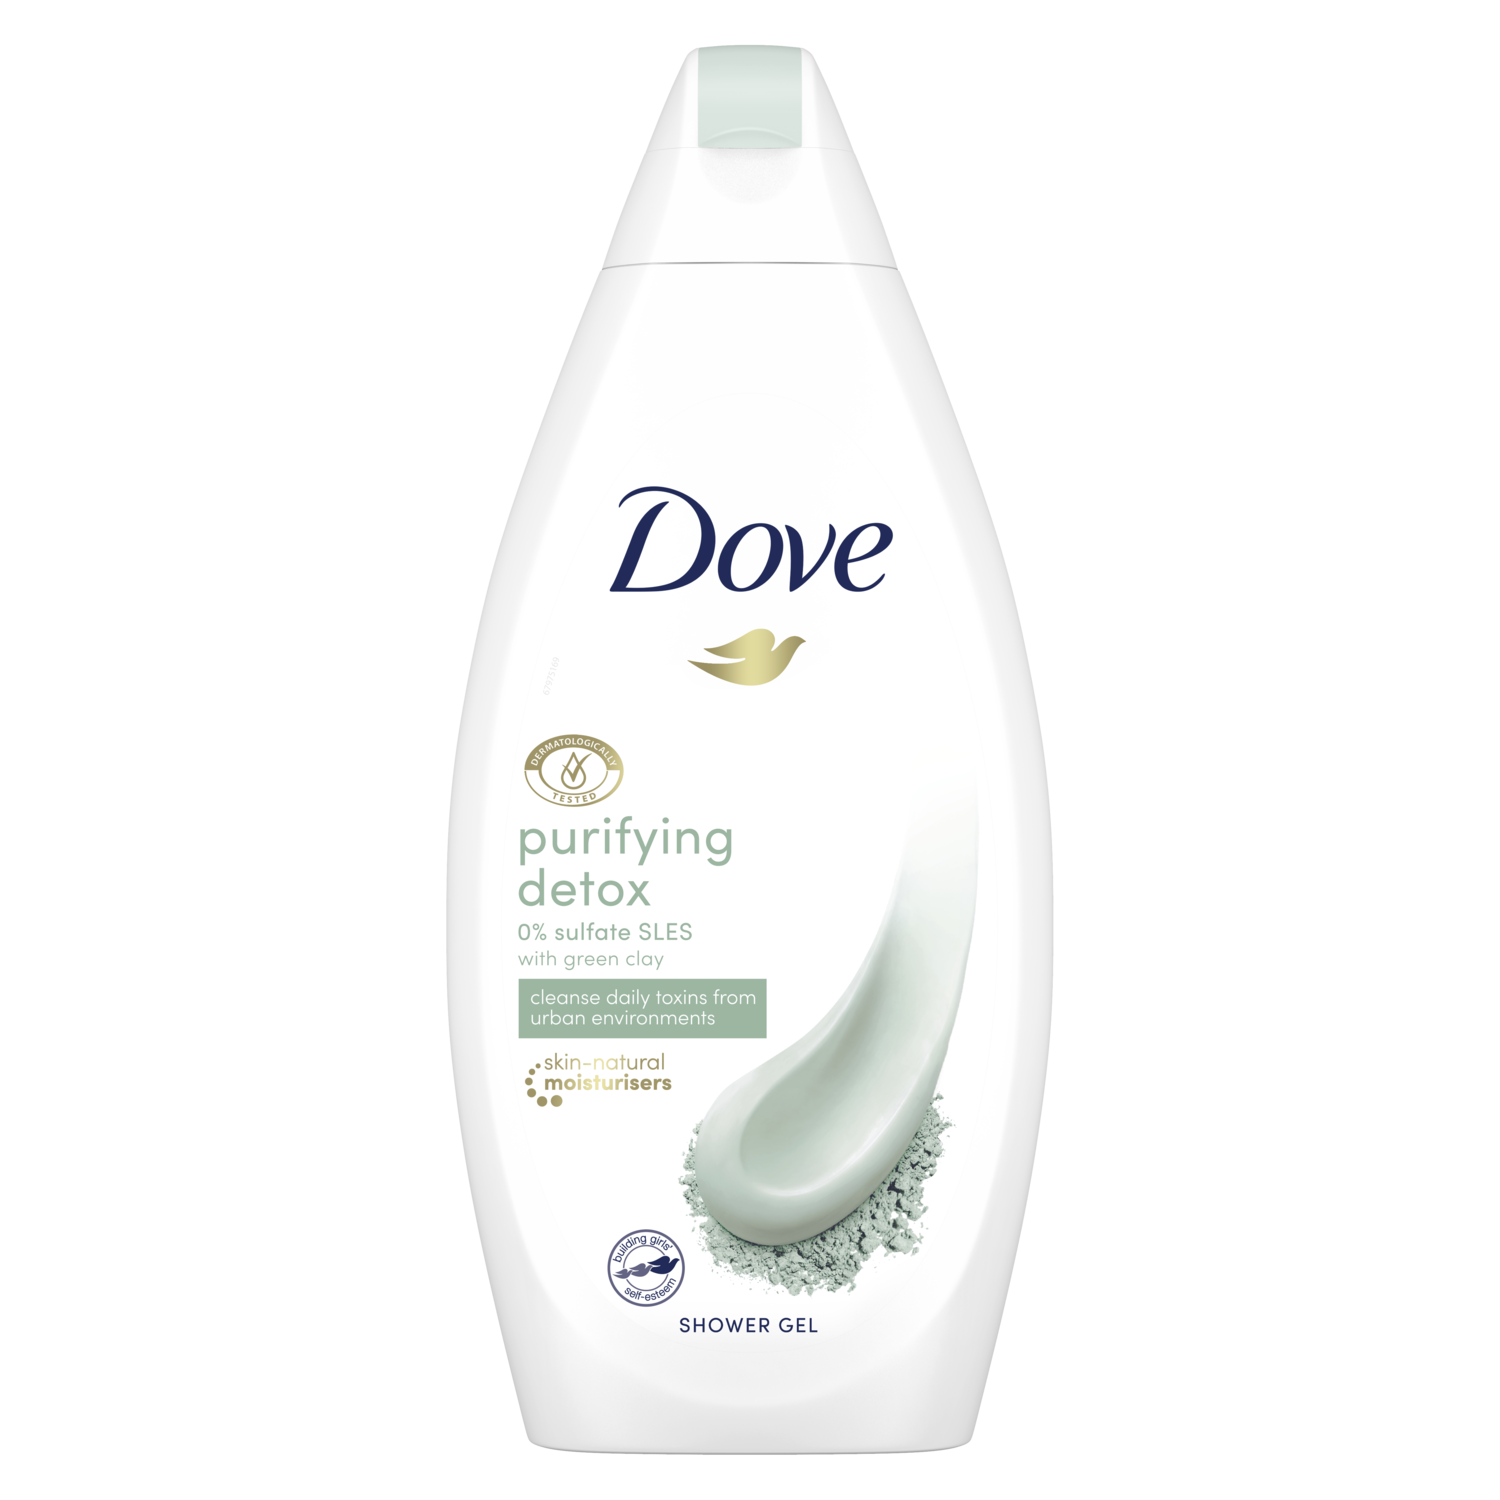 Dove
67975109
DERMATOLOGICALLY
TESTED
purifying
detox
0% sulfate SLES
with green clay
cleanse daily toxins from
urban environments
skin-natural
moisturisers
building girls'
self-esteem
SHOWER GEL